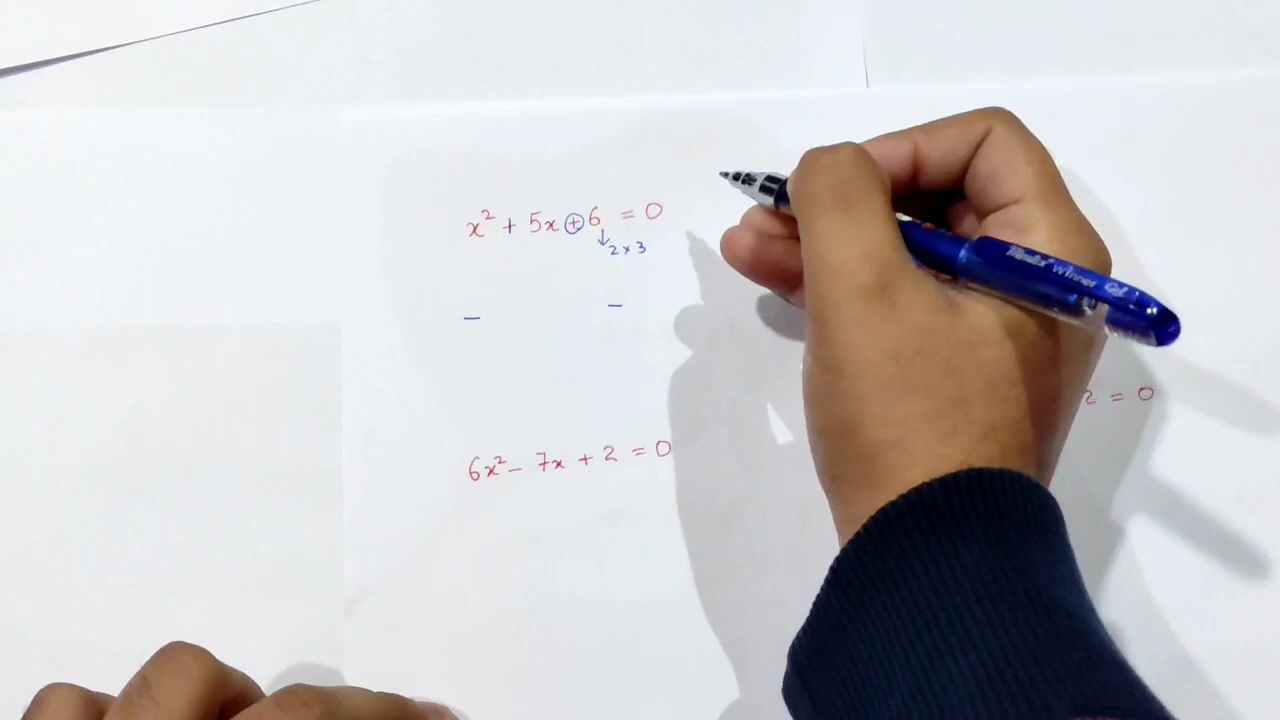 x² + 5x + 6 = 0
2 × 3
– –
6x² – 7x + 2 = 0
2 = 0
Winner Gel